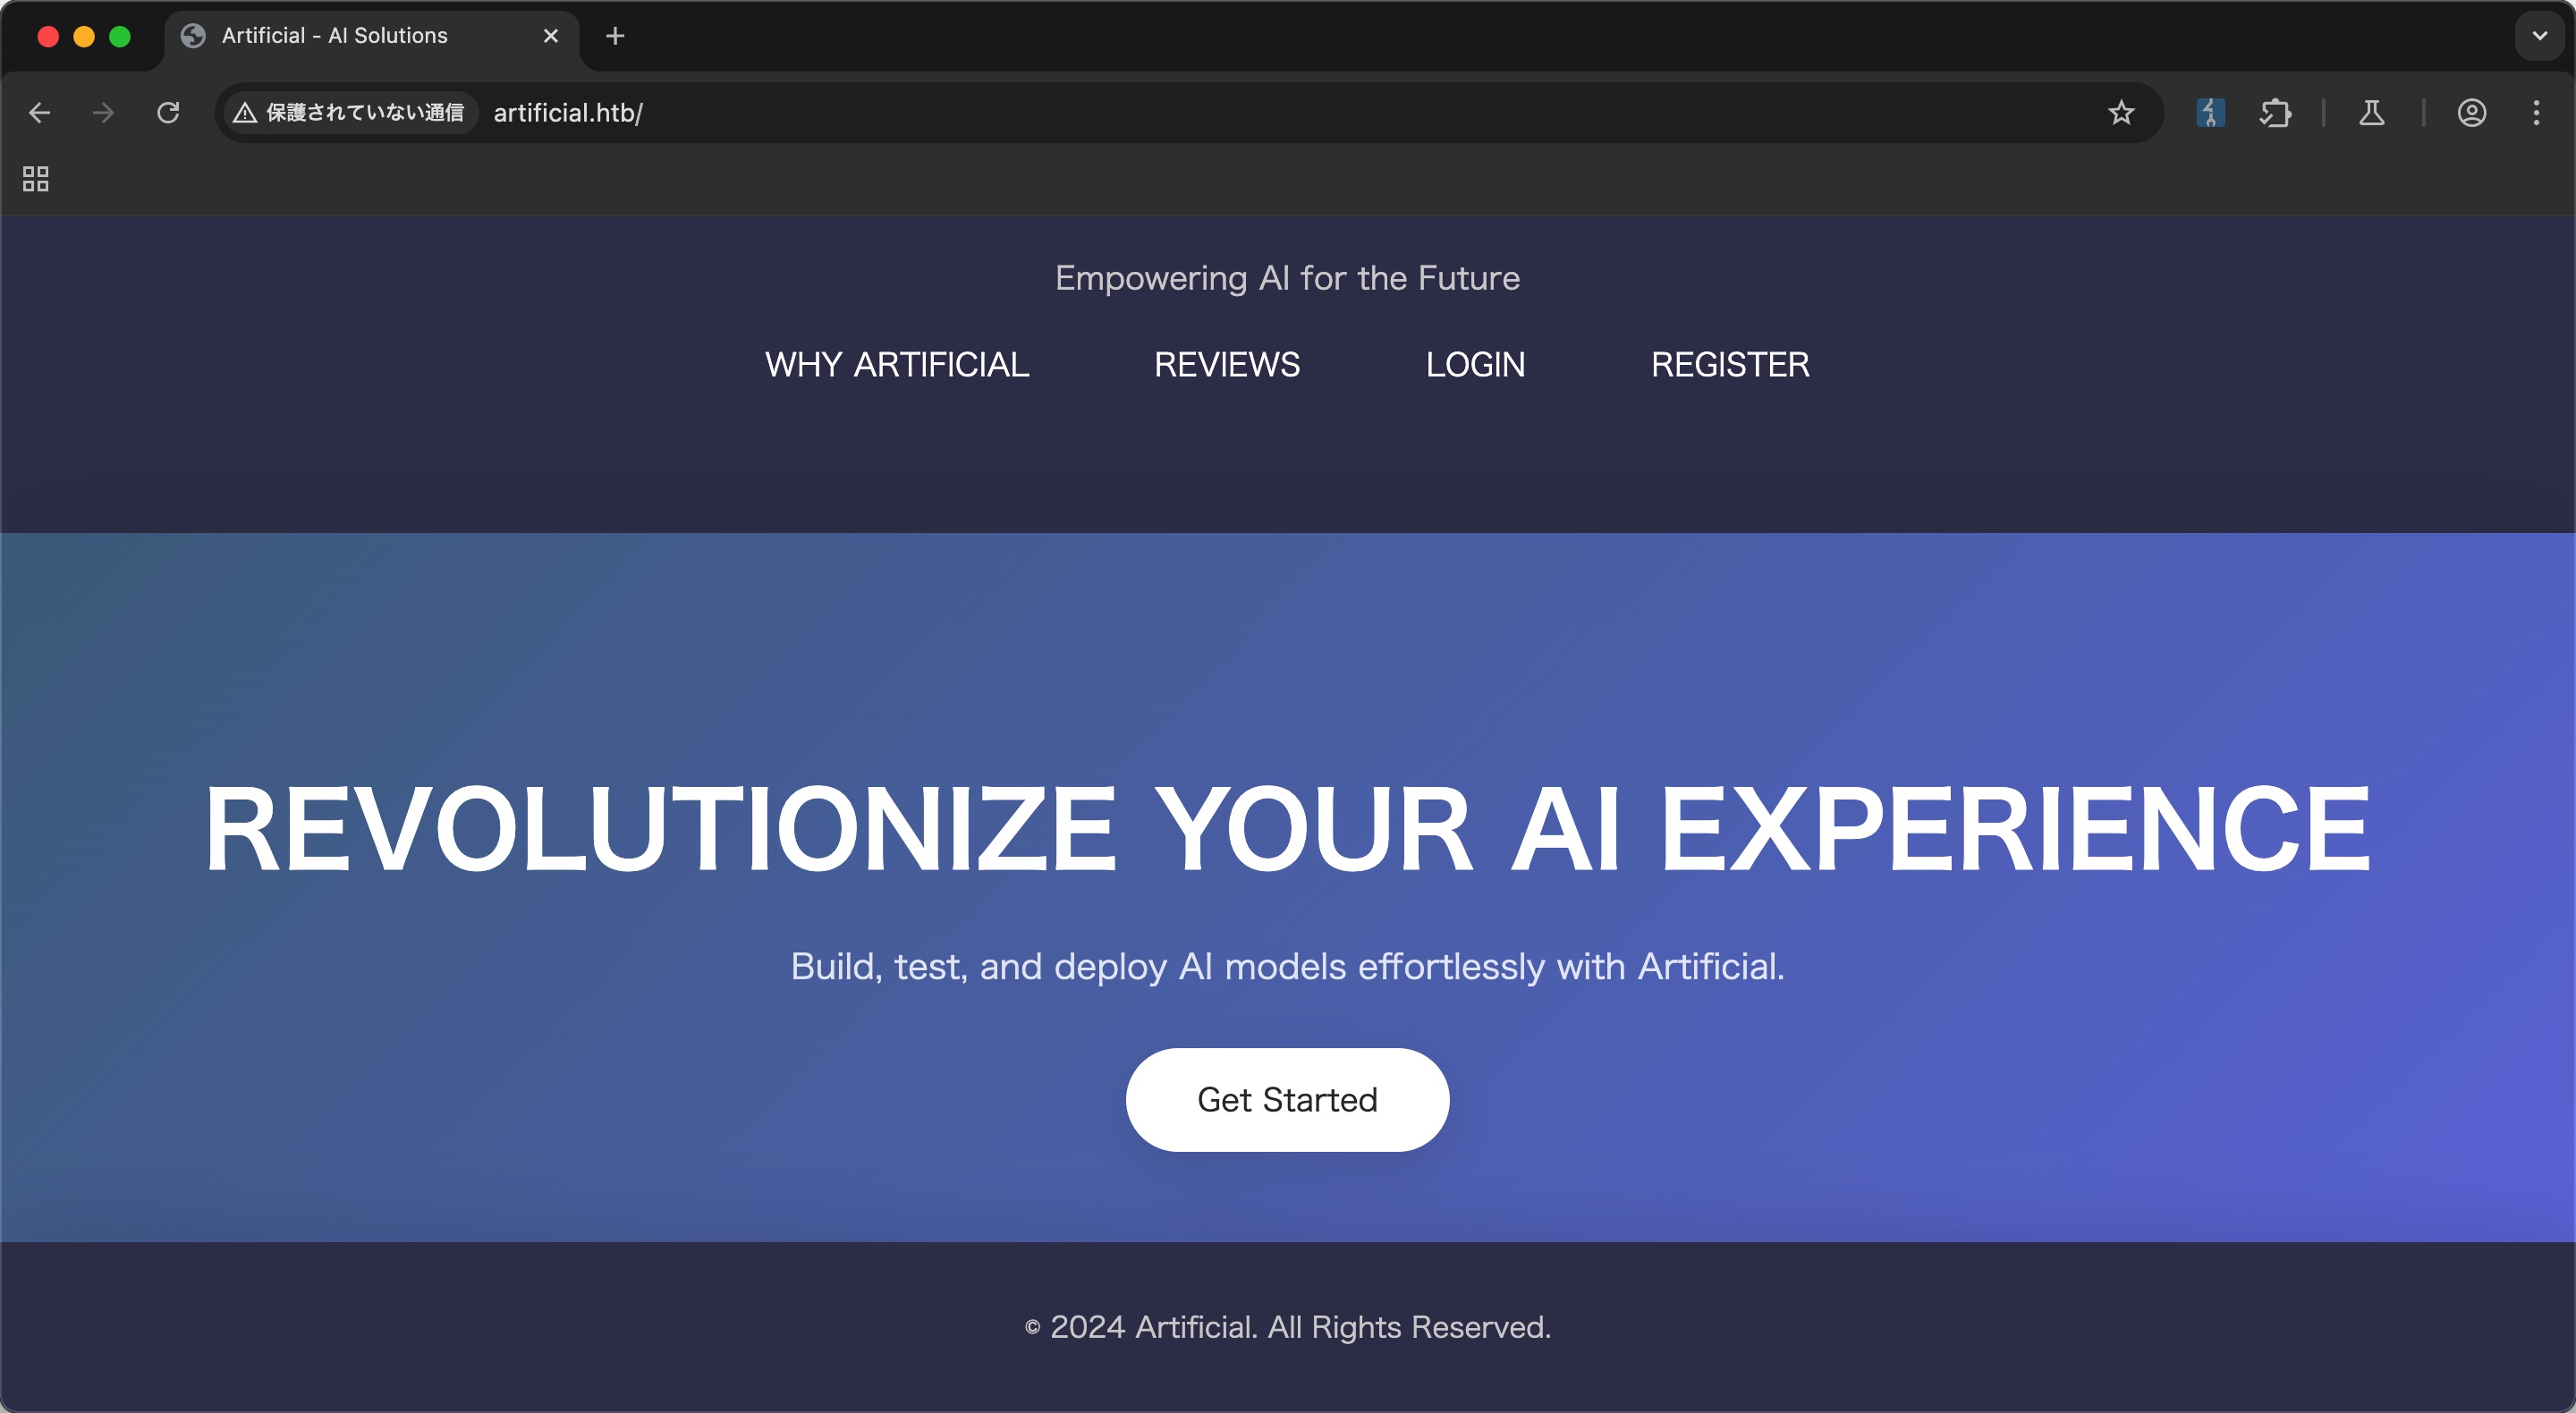 Artificial - AI Solutions
保護されていない通信 artificial.htb/
Empowering AI for the Future
WHY ARTIFICIAL REVIEWS LOGIN REGISTER
REVOLUTIONIZE YOUR AI EXPERIENCE
Build, test, and deploy AI models effortlessly with Artificial.
Get Started
© 2024 Artificial. All Rights Reserved.